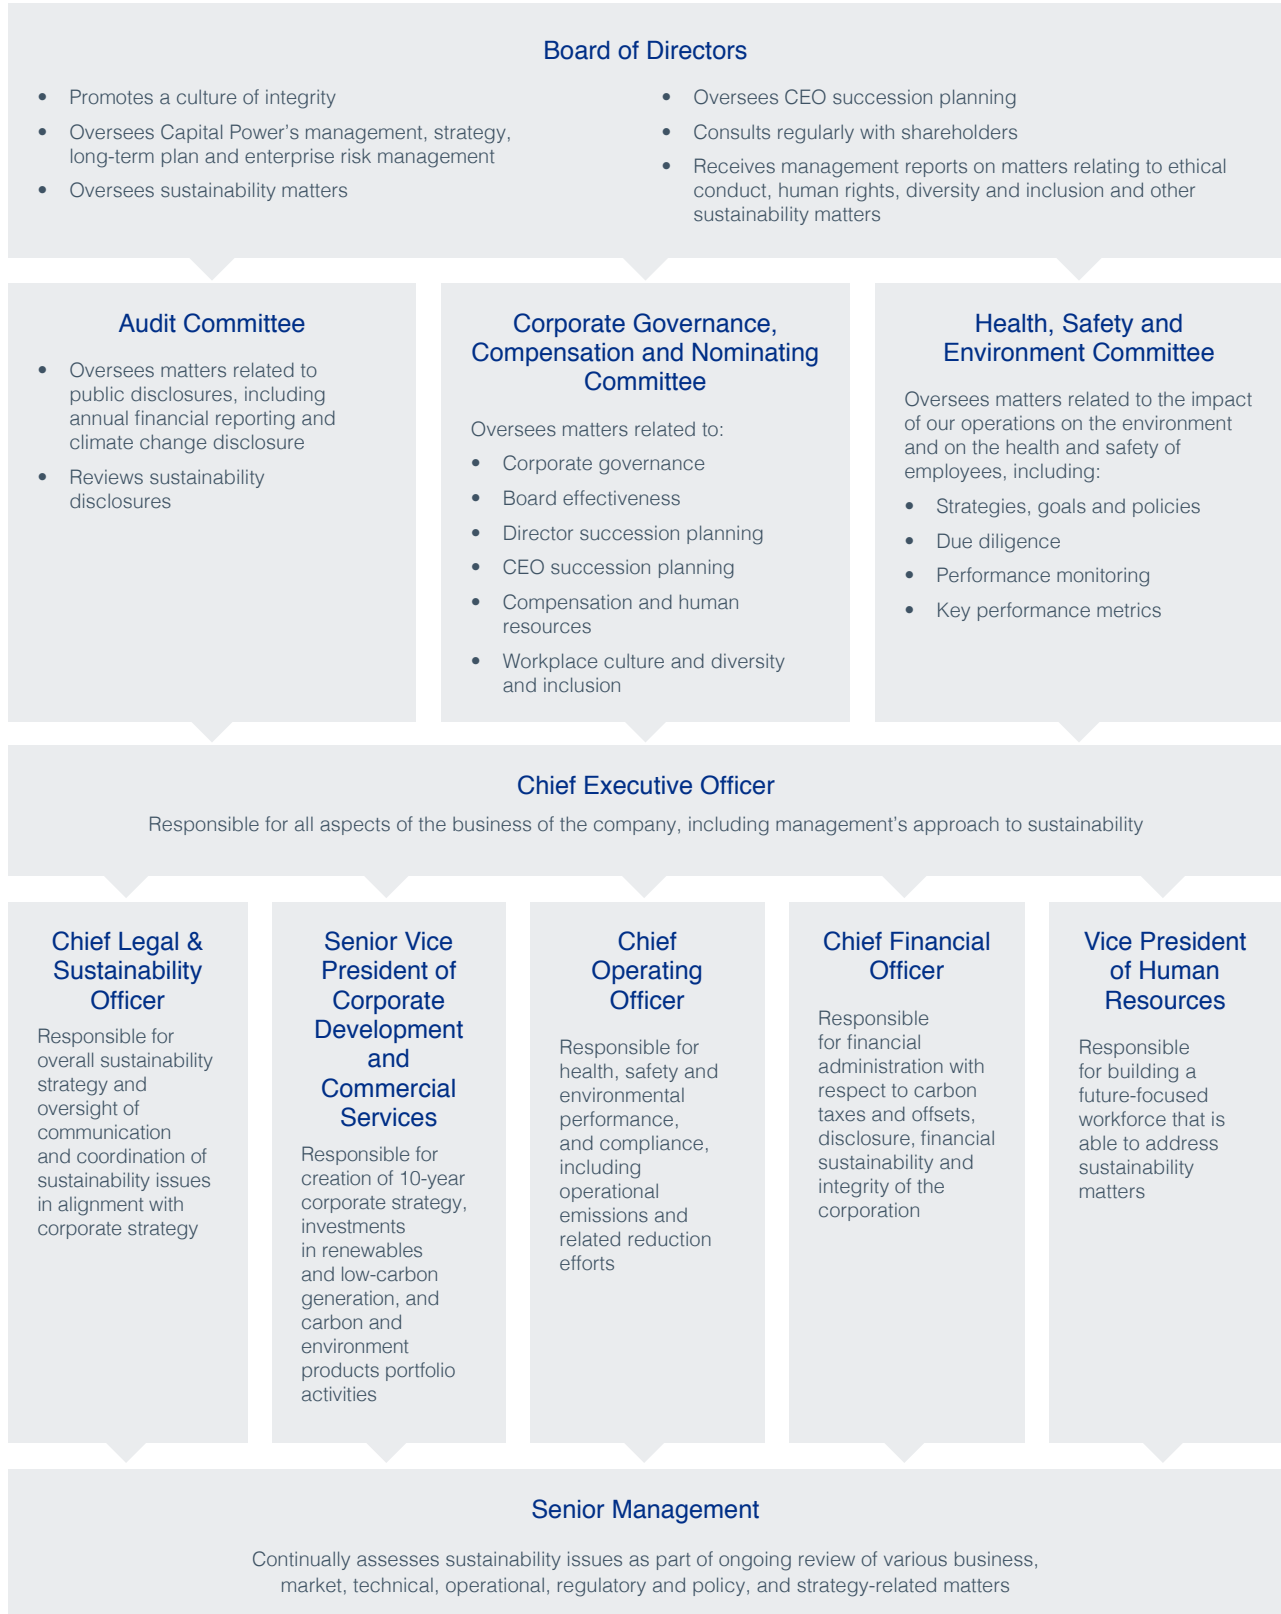 Board of Directors
• Promotes a culture of integrity
• Oversees Capital Power's management, strategy,
long-term plan and enterprise risk management
• Oversees sustainability matters
• Oversees CEO succession planning
• Consults regularly with shareholders
• Receives management reports on matters relating to ethical
conduct, human rights, diversity and inclusion and other
sustainability matters
Audit Committee
• Oversees matters related to
public disclosures, including
annual financial reporting and
climate change disclosure
• Reviews sustainability
disclosures
Corporate Governance,
Compensation and Nominating
Committee
Oversees matters related to:
• Corporate governance
• Board effectiveness
• Director succession planning
• CEO succession planning
• Compensation and human
resources
• Workplace culture and diversity
and inclusion
Health, Safety and
Environment Committee
Oversees matters related to the impact
of our operations on the environment
and on the health and safety of
employees, including:
• Strategies, goals and policies
• Due diligence
• Performance monitoring
• Key performance metrics
Chief Executive Officer
Responsible for all aspects of the business of the company, including management's approach to sustainability
Chief Legal &
Sustainability
Officer
Responsible for
overall sustainability
strategy and
oversight of
communication
and coordination of
sustainability issues
in alignment with
corporate strategy
Senior Vice
President of
Corporate
Development
and
Commercial
Services
Responsible for
creation of 10-year
corporate strategy,
investments
in renewables
and low-carbon
generation, and
carbon and
environment
products portfolio
activities
Chief
Operating
Officer
Responsible for
health, safety and
environmental
performance,
and compliance,
including
operational
emissions and
related reduction
efforts
Chief Financial
Officer
Responsible
for financial
administration with
respect to carbon
taxes and offsets,
disclosure, financial
sustainability and
integrity of the
corporation
Vice President
of Human
Resources
Responsible
for building a
future-focused
workforce that is
able to address
sustainability
matters
Senior Management
Continually assesses sustainability issues as part of ongoing review of various business,
market, technical, operational, regulatory and policy, and strategy-related matters